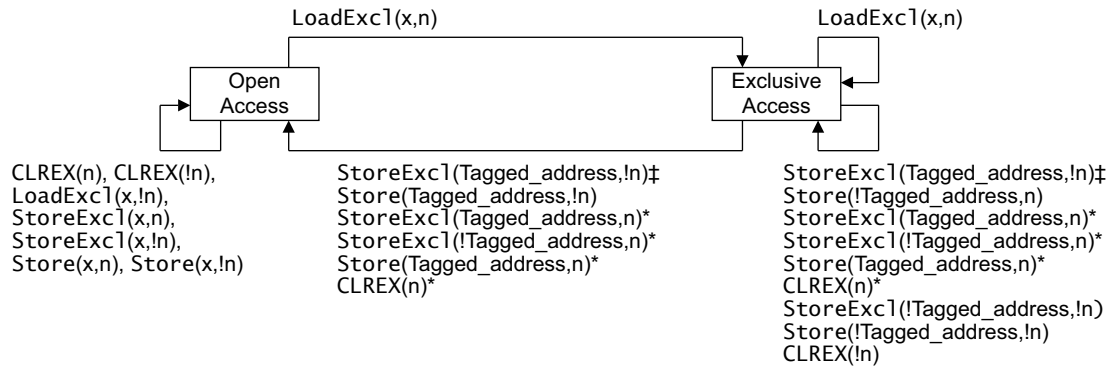 LoadExcl(x,n)
LoadExcl(x,n)
Open
Access
Exclusive
Access
CLREX(n), CLREX(!n),
LoadExcl(x,!n),
StoreExcl(x,n),
StoreExcl(x,!n),
Store(x,n), Store(x,!n)
StoreExcl(Tagged_address,!n)‡
Store(Tagged_address,!n)
StoreExcl(Tagged_address,n)*
StoreExcl(!Tagged_address,n)*
Store(Tagged_address,n)*
CLREX(n)*
StoreExcl(Tagged_address,!n)‡
Store(!Tagged_address,n)
StoreExcl(Tagged_address,n)*
StoreExcl(!Tagged_address,n)*
Store(Tagged_address,n)*
CLREX(n)*
StoreExcl(!Tagged_address,!n)
Store(!Tagged_address,!n)
CLREX(!n)